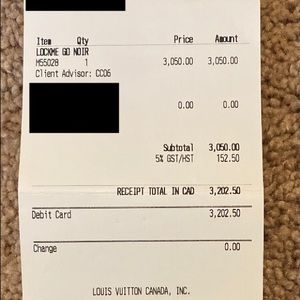 Item Qty Price Amount
LOCKME GO NOIR
M55028 1 3,050.00 3,050.00
Client Advisor: CC06
0.00 0.00
Subtotal 3,050.00
5% GST/HST 152.50
RECEIPT TOTAL IN CAD 3,202.50
Debit Card 3,202.50
Change 0.00
LOUIS VUITTON CANADA, INC.